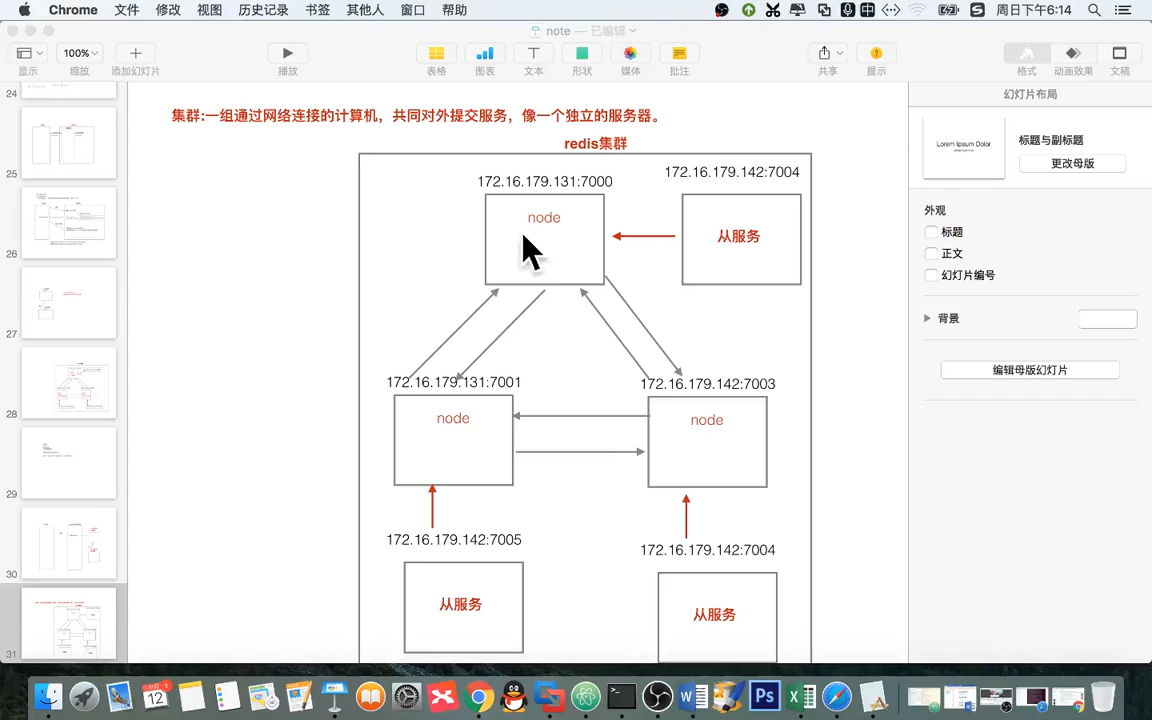 Chrome 文件 修改 视图 历史记录 书签 其他人 窗口 帮助 周日下午6:14
note — 已编辑
100%
显示 缩放 添加幻灯片 播放 表格 图表 文本 形状 媒体 批注 共享 提示 格式 动画效果 文稿
24
25
26
27
28
29
30
31
集群:一组通过网络连接的计算机，共同对外提交服务，像一个独立的服务器。
redis集群
172.16.179.131:7000
172.16.179.142:7004
node
从服务
172.16.179.131:7001
172.16.179.142:7003
node
node
172.16.179.142:7005
172.16.179.142:7004
从服务
从服务
幻灯片布局
Lorem Ipsum Dolor
标题与副标题
更改母版
外观
标题
正文
幻灯片编号
背景
编辑母版幻灯片
12
1
Ps